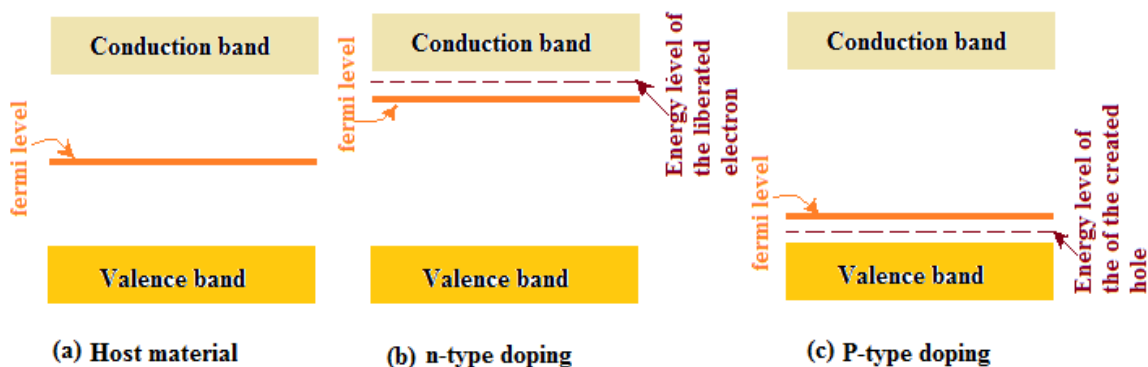 Conduction band
fermi level
Valence band
(a) Host material
Conduction band
fermi level
Energy level of
the liberated
electron
Valence band
(b) n-type doping
Conduction band
fermi level
Energy level of
the of the created
hole
Valence band
(c) P-type doping